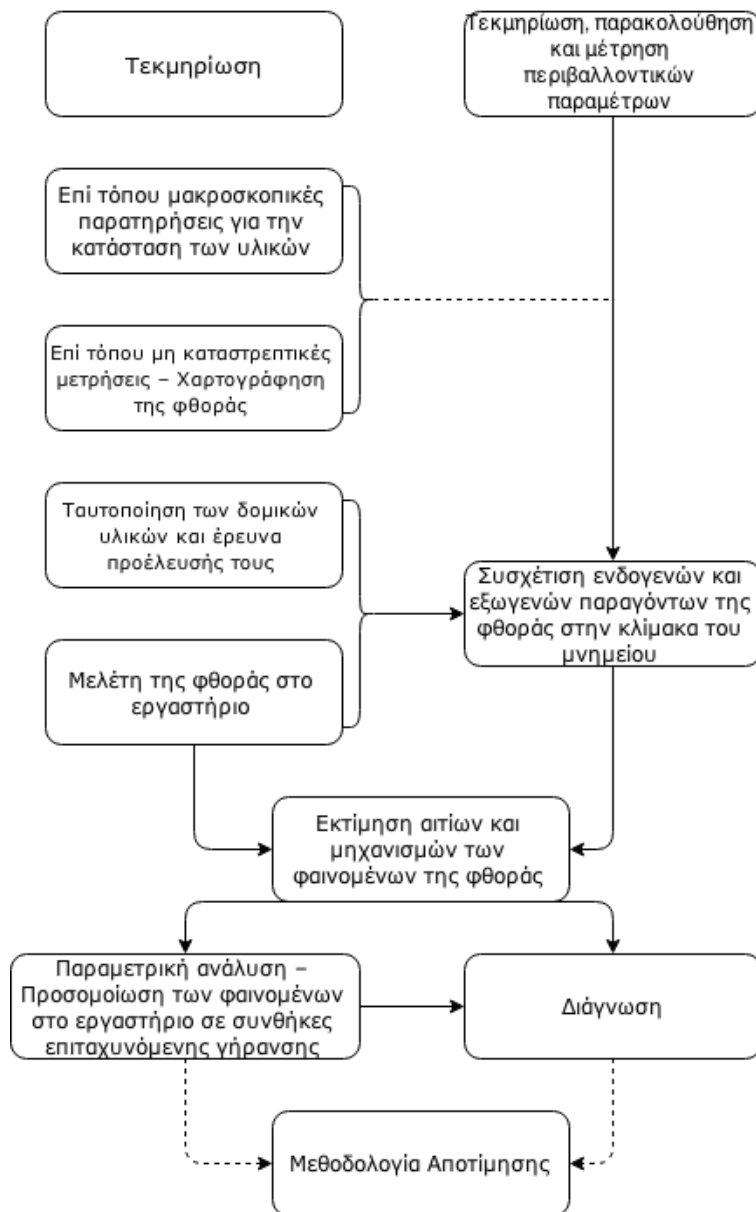 Τεκμηρίωση
Τεκμηρίωση, παρακολούθηση
και μέτρηση
περιβαλλοντικών
παραμέτρων
Επί τόπου μακροσκοπικές
παρατηρήσεις για την
κατάσταση των υλικών
Επί τόπου μη καταστρεπτικές
μετρήσεις – Χαρτογράφηση
της φθοράς
Ταυτοποίηση των δομικών
υλικών και έρευνα
προέλευσής τους
Συσχέτιση ενδογενών και
εξωγενών παραγόντων της
φθοράς στην κλίμακα του
μνημείου
Μελέτη της φθοράς στο
εργαστήριο
Εκτίμηση αιτίων και
μηχανισμών των
φαινομένων της φθοράς
Παραμετρική ανάλυση –
Προσομοίωση των φαινομένων
στο εργαστήριο σε συνθήκες
επιταχυνόμενης γήρανσης
Διάγνωση
Μεθοδολογία Αποτίμησης